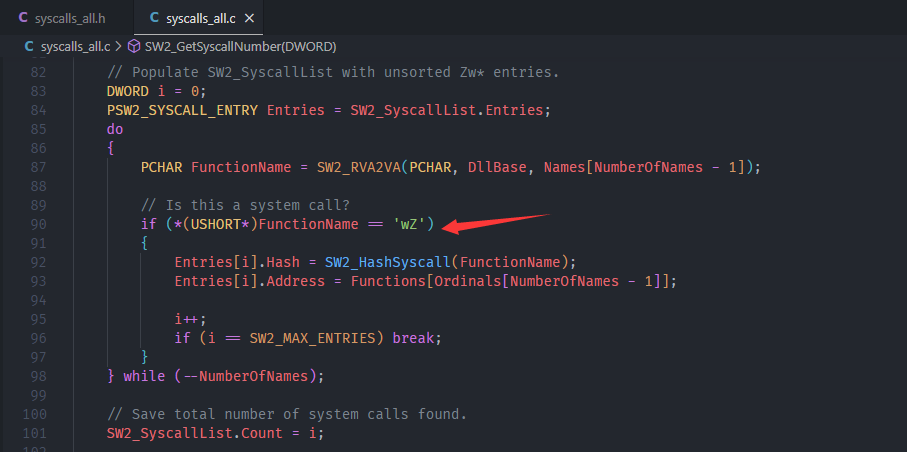 syscalls_all.h
syscalls_all.c
syscalls_all.c > SW2_GetSyscallNumber(DWORD)
82 // Populate SW2_SyscallList with unsorted Zw* entries.
83 DWORD i = 0;
84 PSW2_SYSCALL_ENTRY Entries = SW2_SyscallList.Entries;
85 do
86 {
87 PCHAR FunctionName = SW2_RVA2VA(PCHAR, DllBase, Names[NumberOfNames - 1]);
88
89 // Is this a system call?
90 if (*(USHORT*)FunctionName == 'wZ')
91 {
92 Entries[i].Hash = SW2_HashSyscall(FunctionName);
93 Entries[i].Address = Functions[Ordinals[NumberOfNames - 1]];
94
95 i++;
96 if (i == SW2_MAX_ENTRIES) break;
97 }
98 } while (--NumberOfNames);
99
100 // Save total number of system calls found.
101 SW2_SyscallList.Count = i;